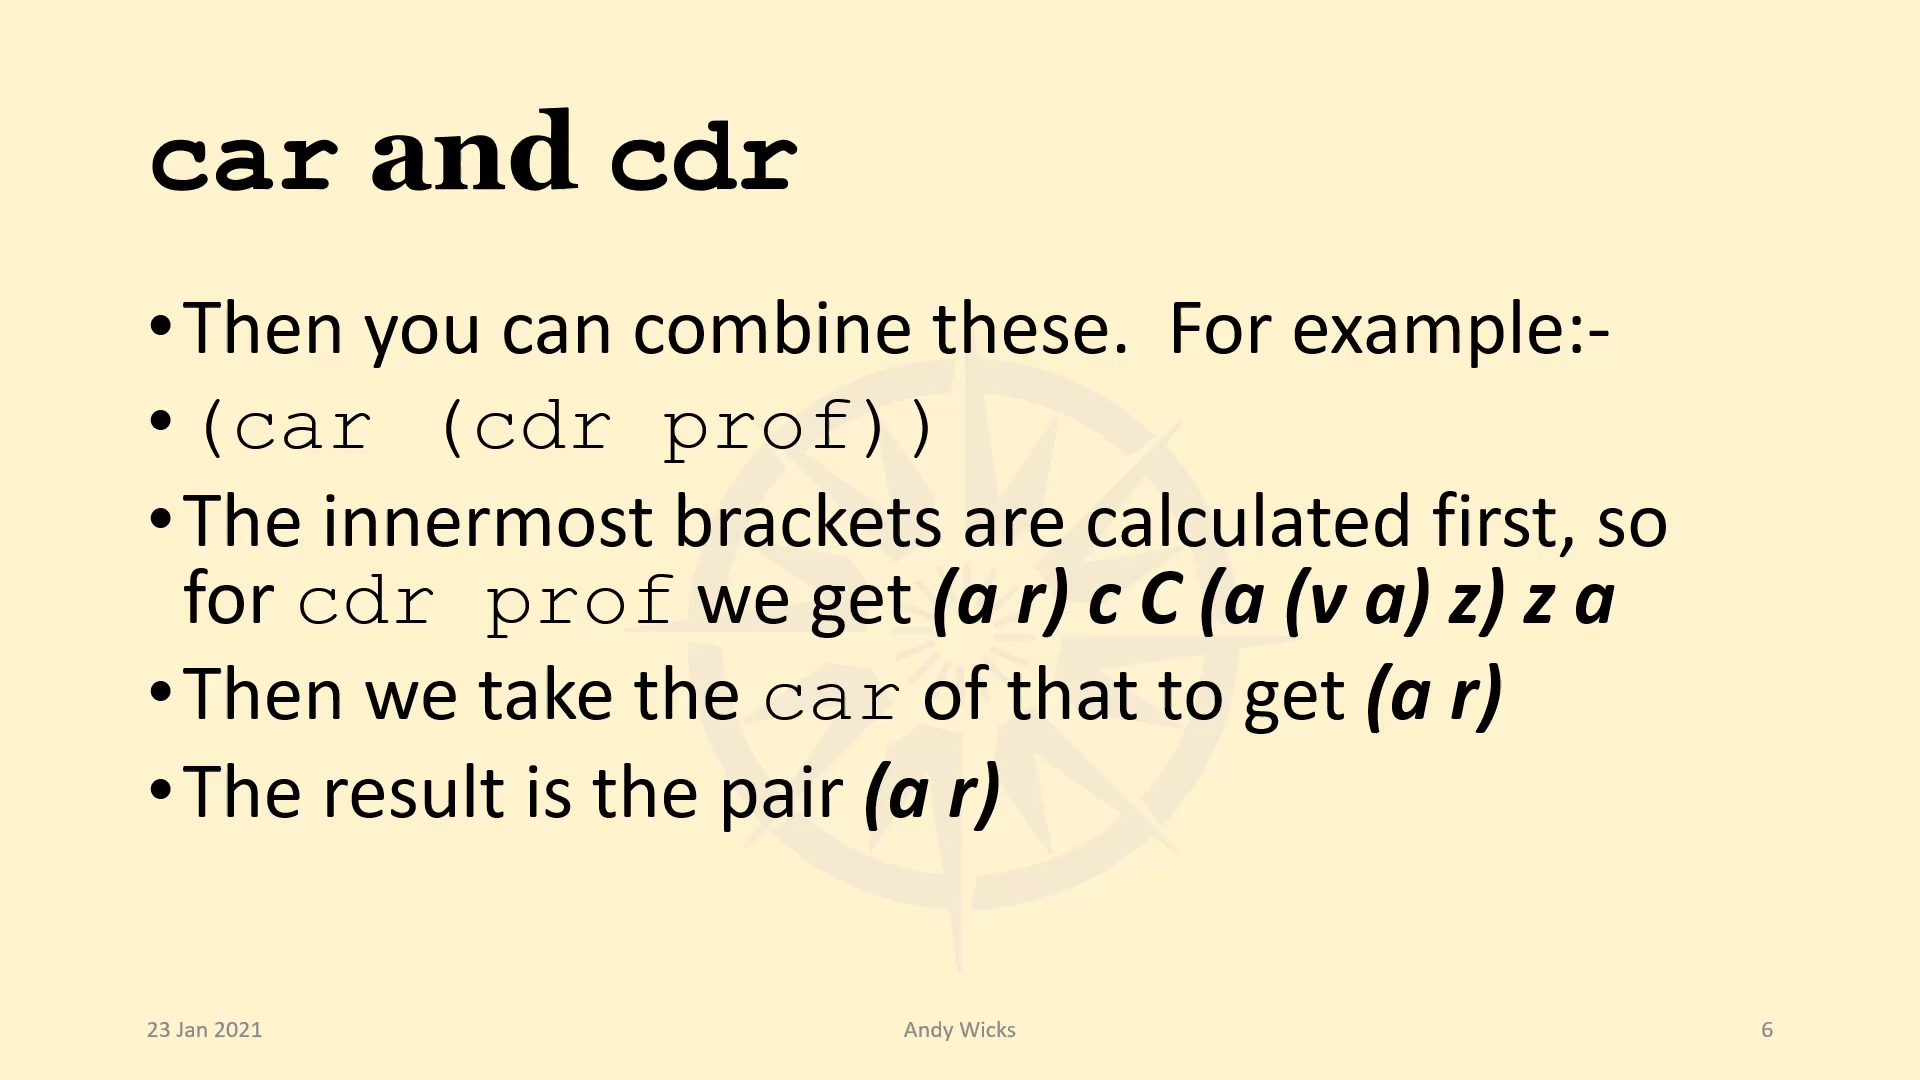 car and cdr
•Then you can combine these.  For example:-
•(car (cdr prof))
•The innermost brackets are calculated first, so
for cdr prof we get (a r) c C (a (v a) z) z a
•Then we take the car of that to get (a r)
•The result is the pair (a r)
23 Jan 2021
Andy Wicks
6